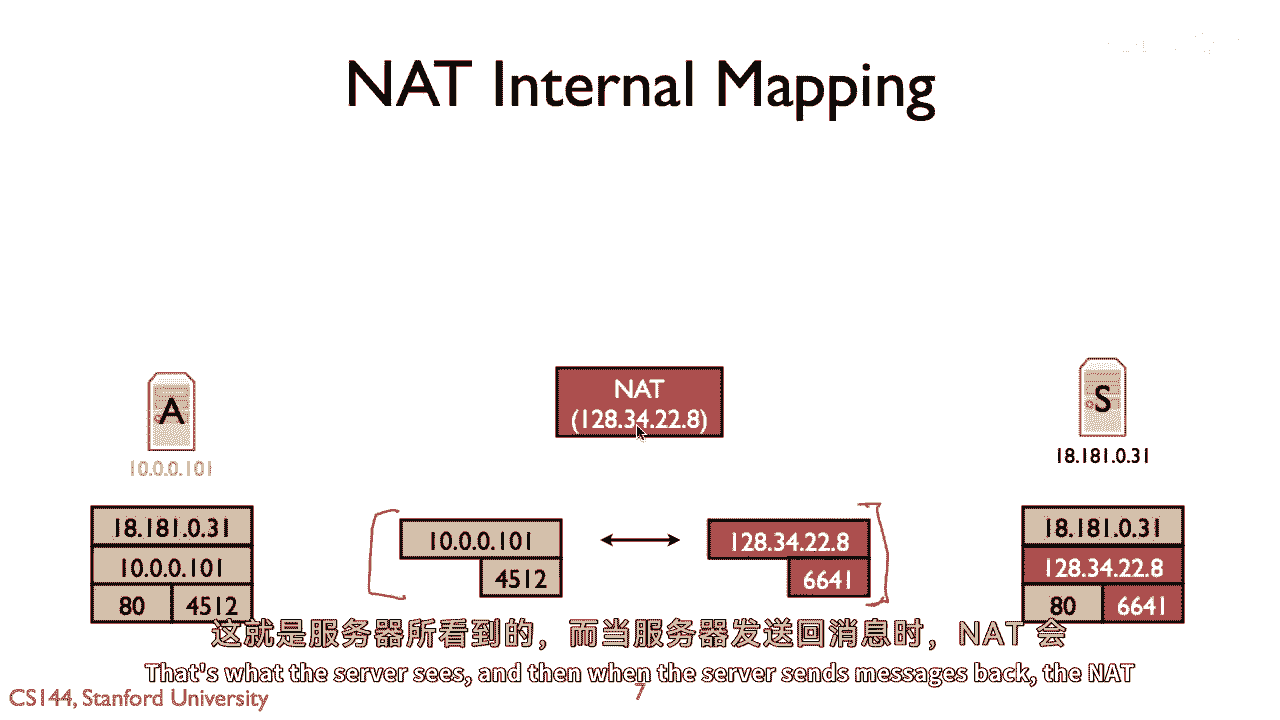 NAT Internal Mapping
A
10.0.0.101
NAT
(128.34.22.8)
S
18.181.0.31
18.181.0.31
10.0.0.101
80 4512
10.0.0.101
4512
128.34.22.8
6641
18.181.0.31
128.34.22.8
80 6641
这就是服务器所看到的，而当服务器发送回消息时，NAT 会
That's what the server sees, and then when the server sends messages back, the NAT
CS144, Stanford University
7